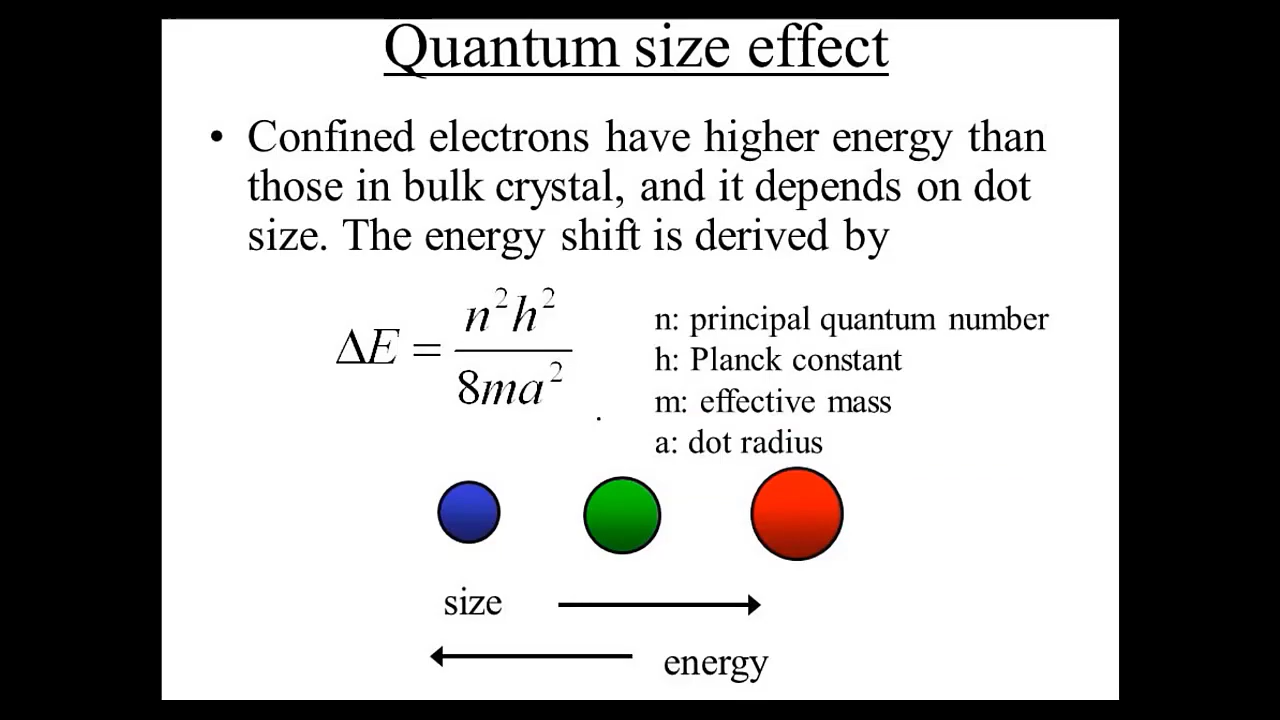 Quantum size effect
• Confined electrons have higher energy than
those in bulk crystal, and it depends on dot
size. The energy shift is derived by
ΔE = n²h² / 8ma²
.
n: principal quantum number
h: Planck constant
m: effective mass
a: dot radius
size
energy